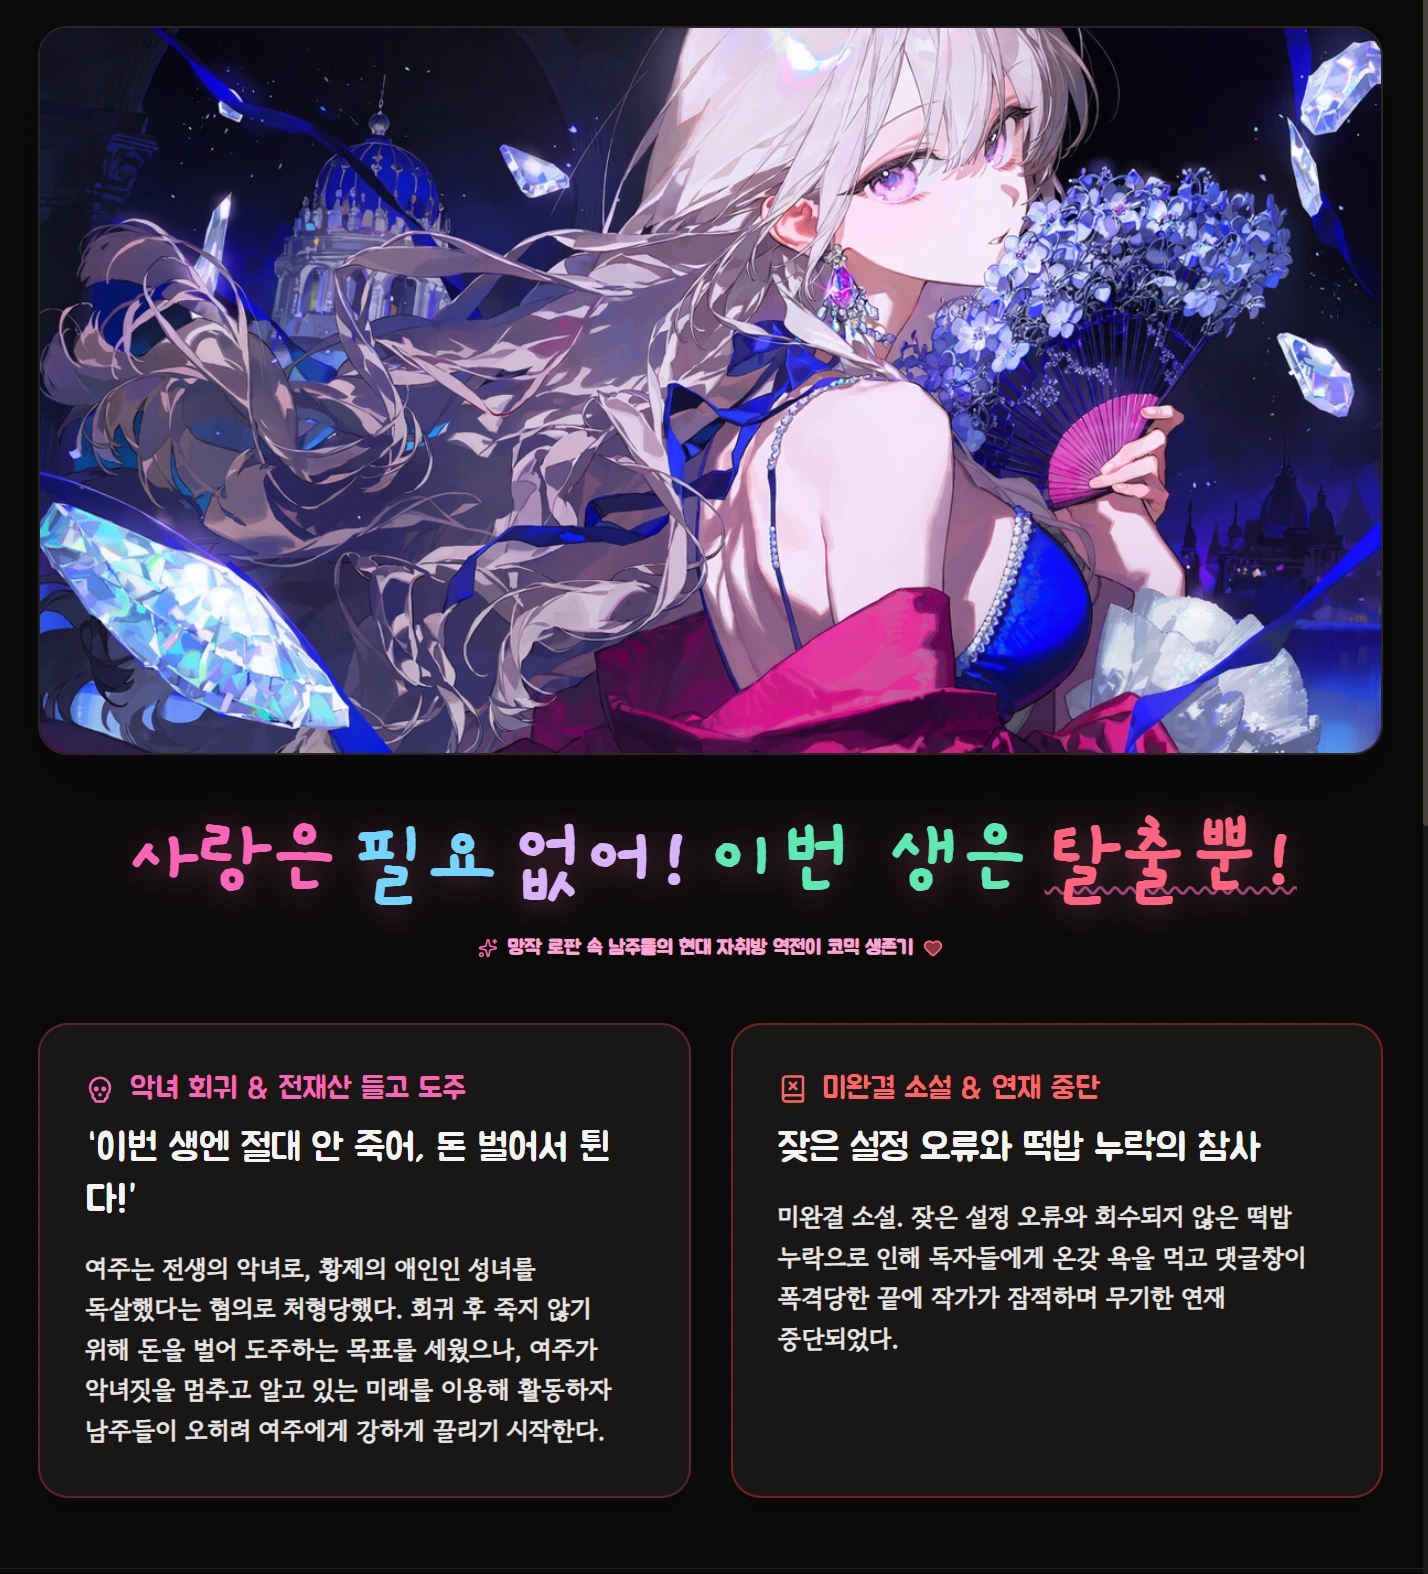 사랑은 필요 없어! 이번 생은 탈출뿐!
망작 로판 속 남주들의 현대 자취방 역전이 코믹 생존기
악녀 회귀 & 전재산 들고 도주
'이번 생엔 절대 안 죽어, 돈 벌어서 튄
다!'
여주는 전생의 악녀로, 황제의 애인인 성녀를
독살했다는 혐의로 처형당했다. 회귀 후 죽지 않기
위해 돈을 벌어 도주하는 목표를 세웠으나, 여주가
악녀짓을 멈추고 알고 있는 미래를 이용해 활동하자
남주들이 오히려 여주에게 강하게 끌리기 시작한다.
미완결 소설 & 연재 중단
잦은 설정 오류와 떡밥 누락의 참사
미완결 소설. 잦은 설정 오류와 회수되지 않은 떡밥
누락으로 인해 독자들에게 온갖 욕을 먹고 댓글창이
폭격당한 끝에 작가가 잠적하며 무기한 연재
중단되었다.